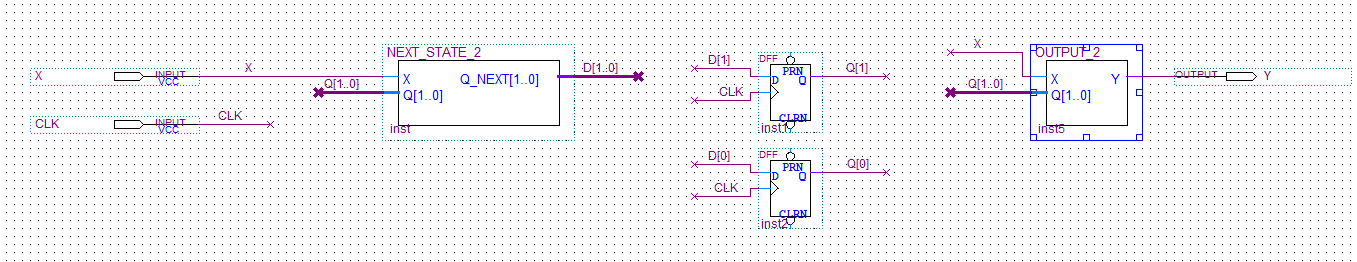 NEXT_STATE_2
X
INPUT
VCC
X
X
Q_NEXT[1..0]
D[1..0]
Q[1..0]
Q[1..0]
inst
CLK
INPUT
VCC
CLK
DFF
D[1]
PRN
Q[1]
D
Q
CLK
CLRN
inst1
DFF
D[0]
PRN
Q[0]
D
Q
CLK
CLRN
inst2
X
OUTPUT_2
X
Y
OUTPUT
Y
Q[1..0]
Q[1..0]
inst5